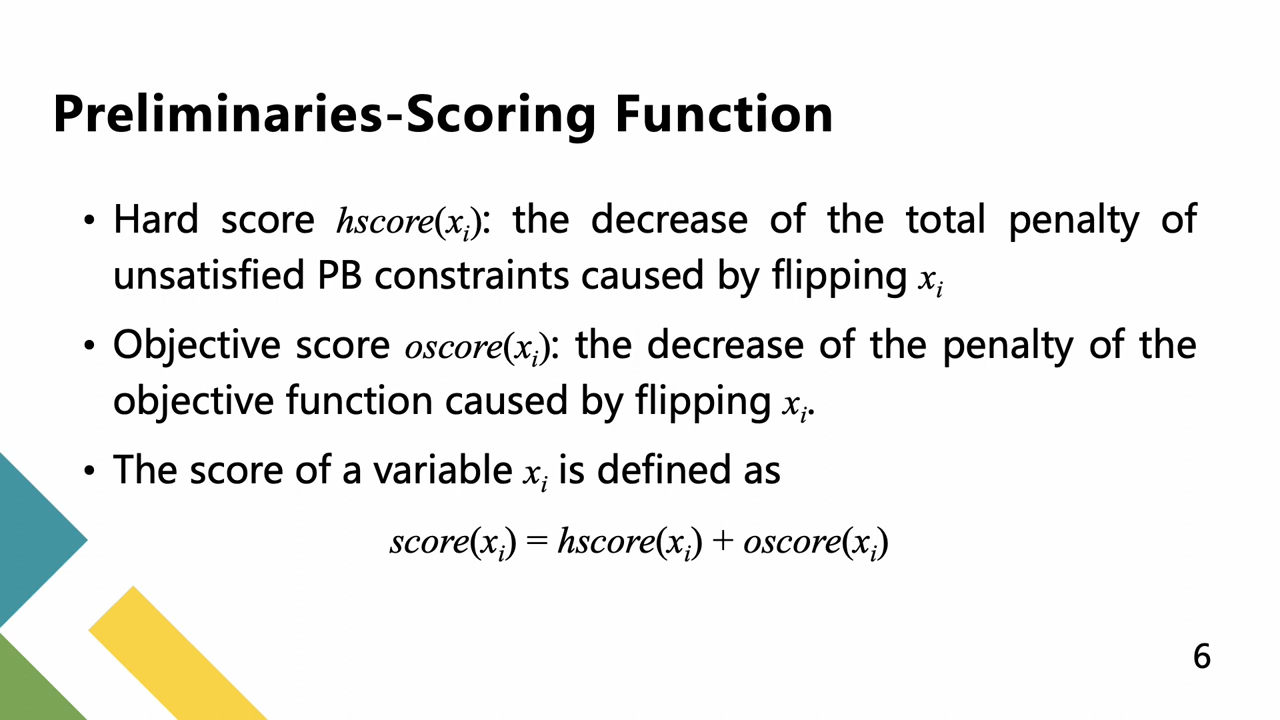 Preliminaries-Scoring Function
• Hard score hscore(xᵢ): the decrease of the total penalty of
unsatisfied PB constraints caused by flipping xᵢ
• Objective score oscore(xᵢ): the decrease of the penalty of the
objective function caused by flipping xᵢ.
• The score of a variable xᵢ is defined as
score(xᵢ) = hscore(xᵢ) + oscore(xᵢ)
6